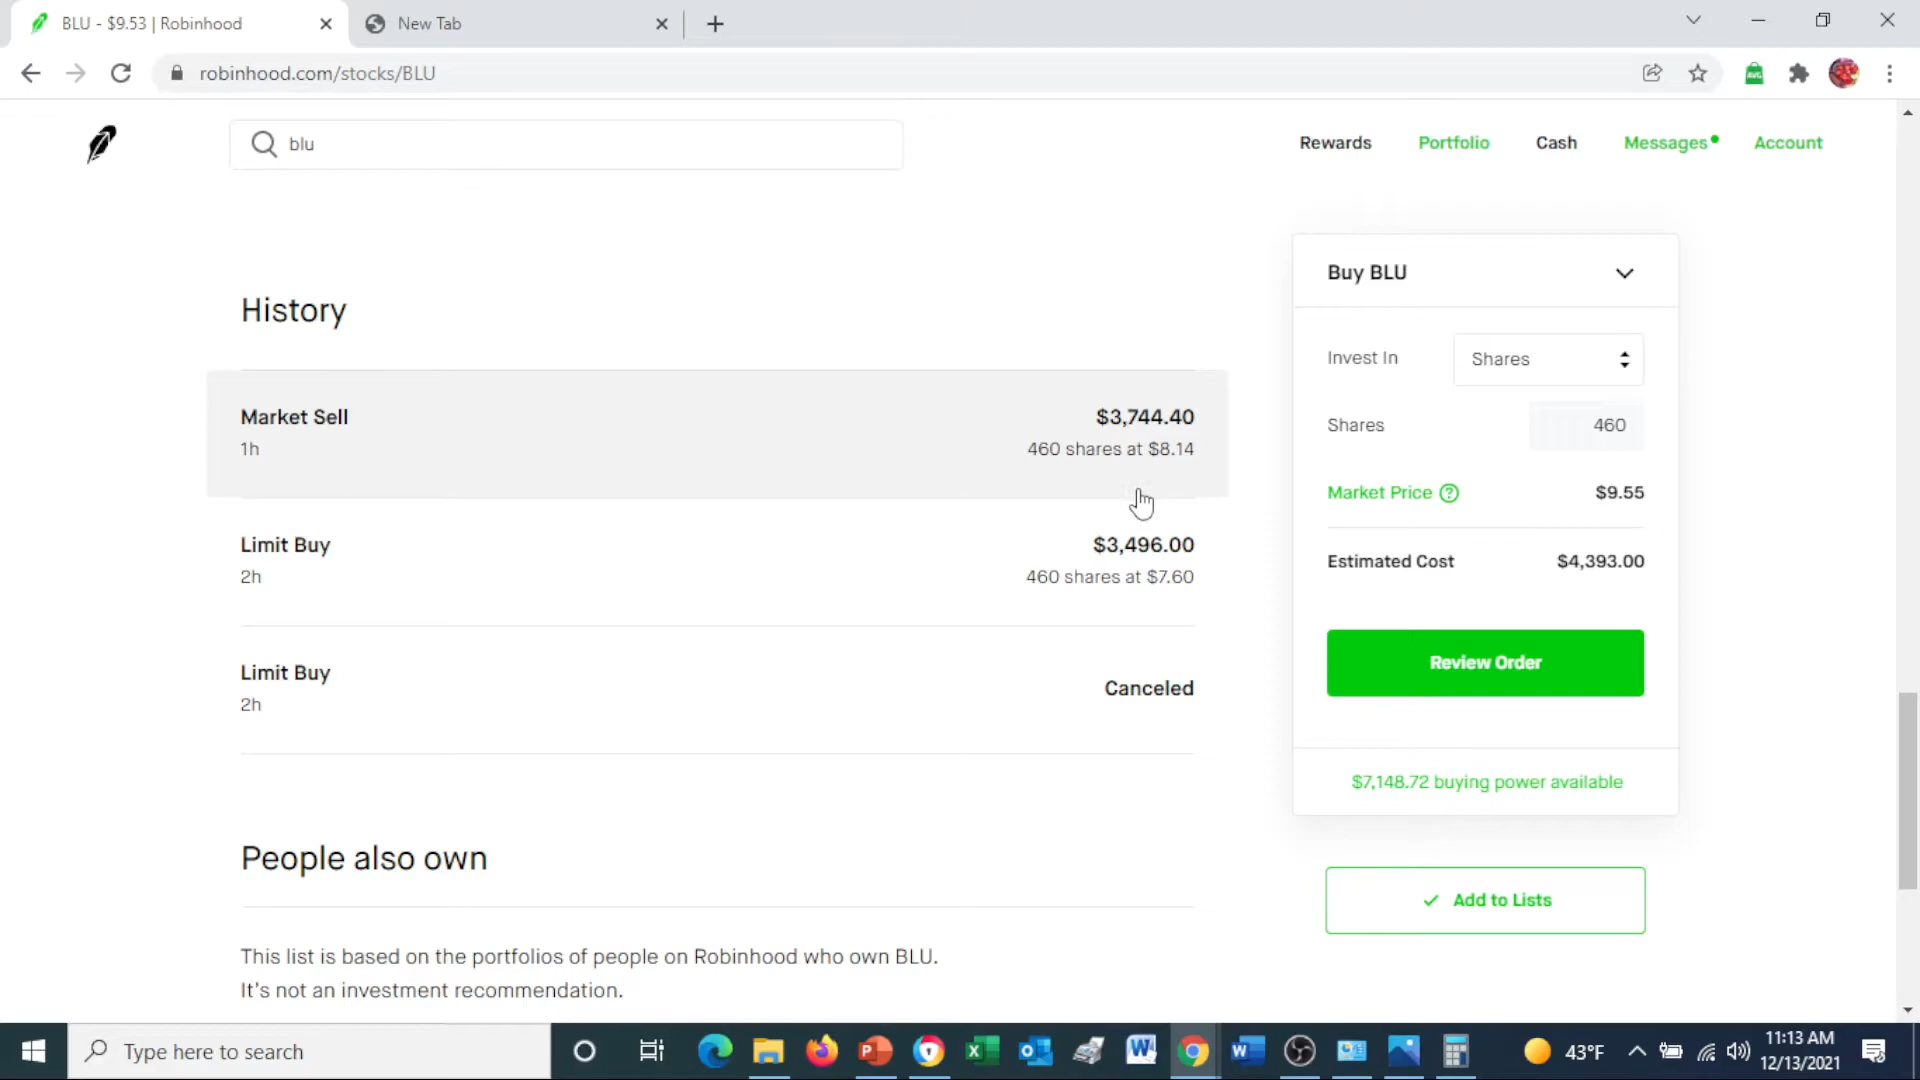 BLU - $9.53 | Robinhood
New Tab
robinhood.com/stocks/BLU
blu
Rewards
Portfolio
Cash
Messages
Account
History
Market Sell
$3,744.40
1h
460 shares at $8.14
Limit Buy
$3,496.00
2h
460 shares at $7.60
Limit Buy
2h
Canceled
People also own
This list is based on the portfolios of people on Robinhood who own BLU.
It's not an investment recommendation.
Buy BLU
Invest In
Shares
Shares
460
Market Price ?
$9.55
Estimated Cost
$4,393.00
Review Order
$7,148.72 buying power available
Add to Lists
Type here to search
43°F
11:13 AM
12/13/2021